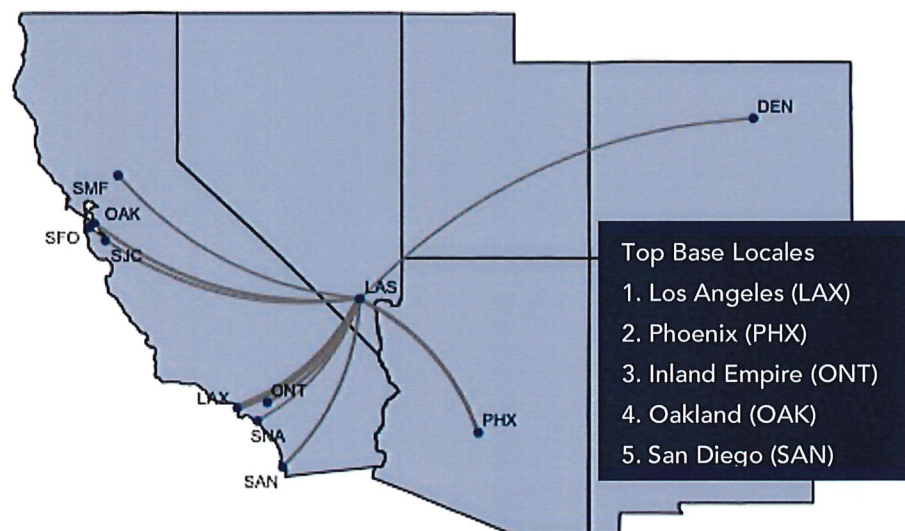 DEN
SMF
OAK
SFO
SJC
LAS
Top Base Locales
1. Los Angeles (LAX)
2. Phoenix (PHX)
3. Inland Empire (ONT)
4. Oakland (OAK)
5. San Diego (SAN)
ONT
LAX
SNA
PHX
SAN